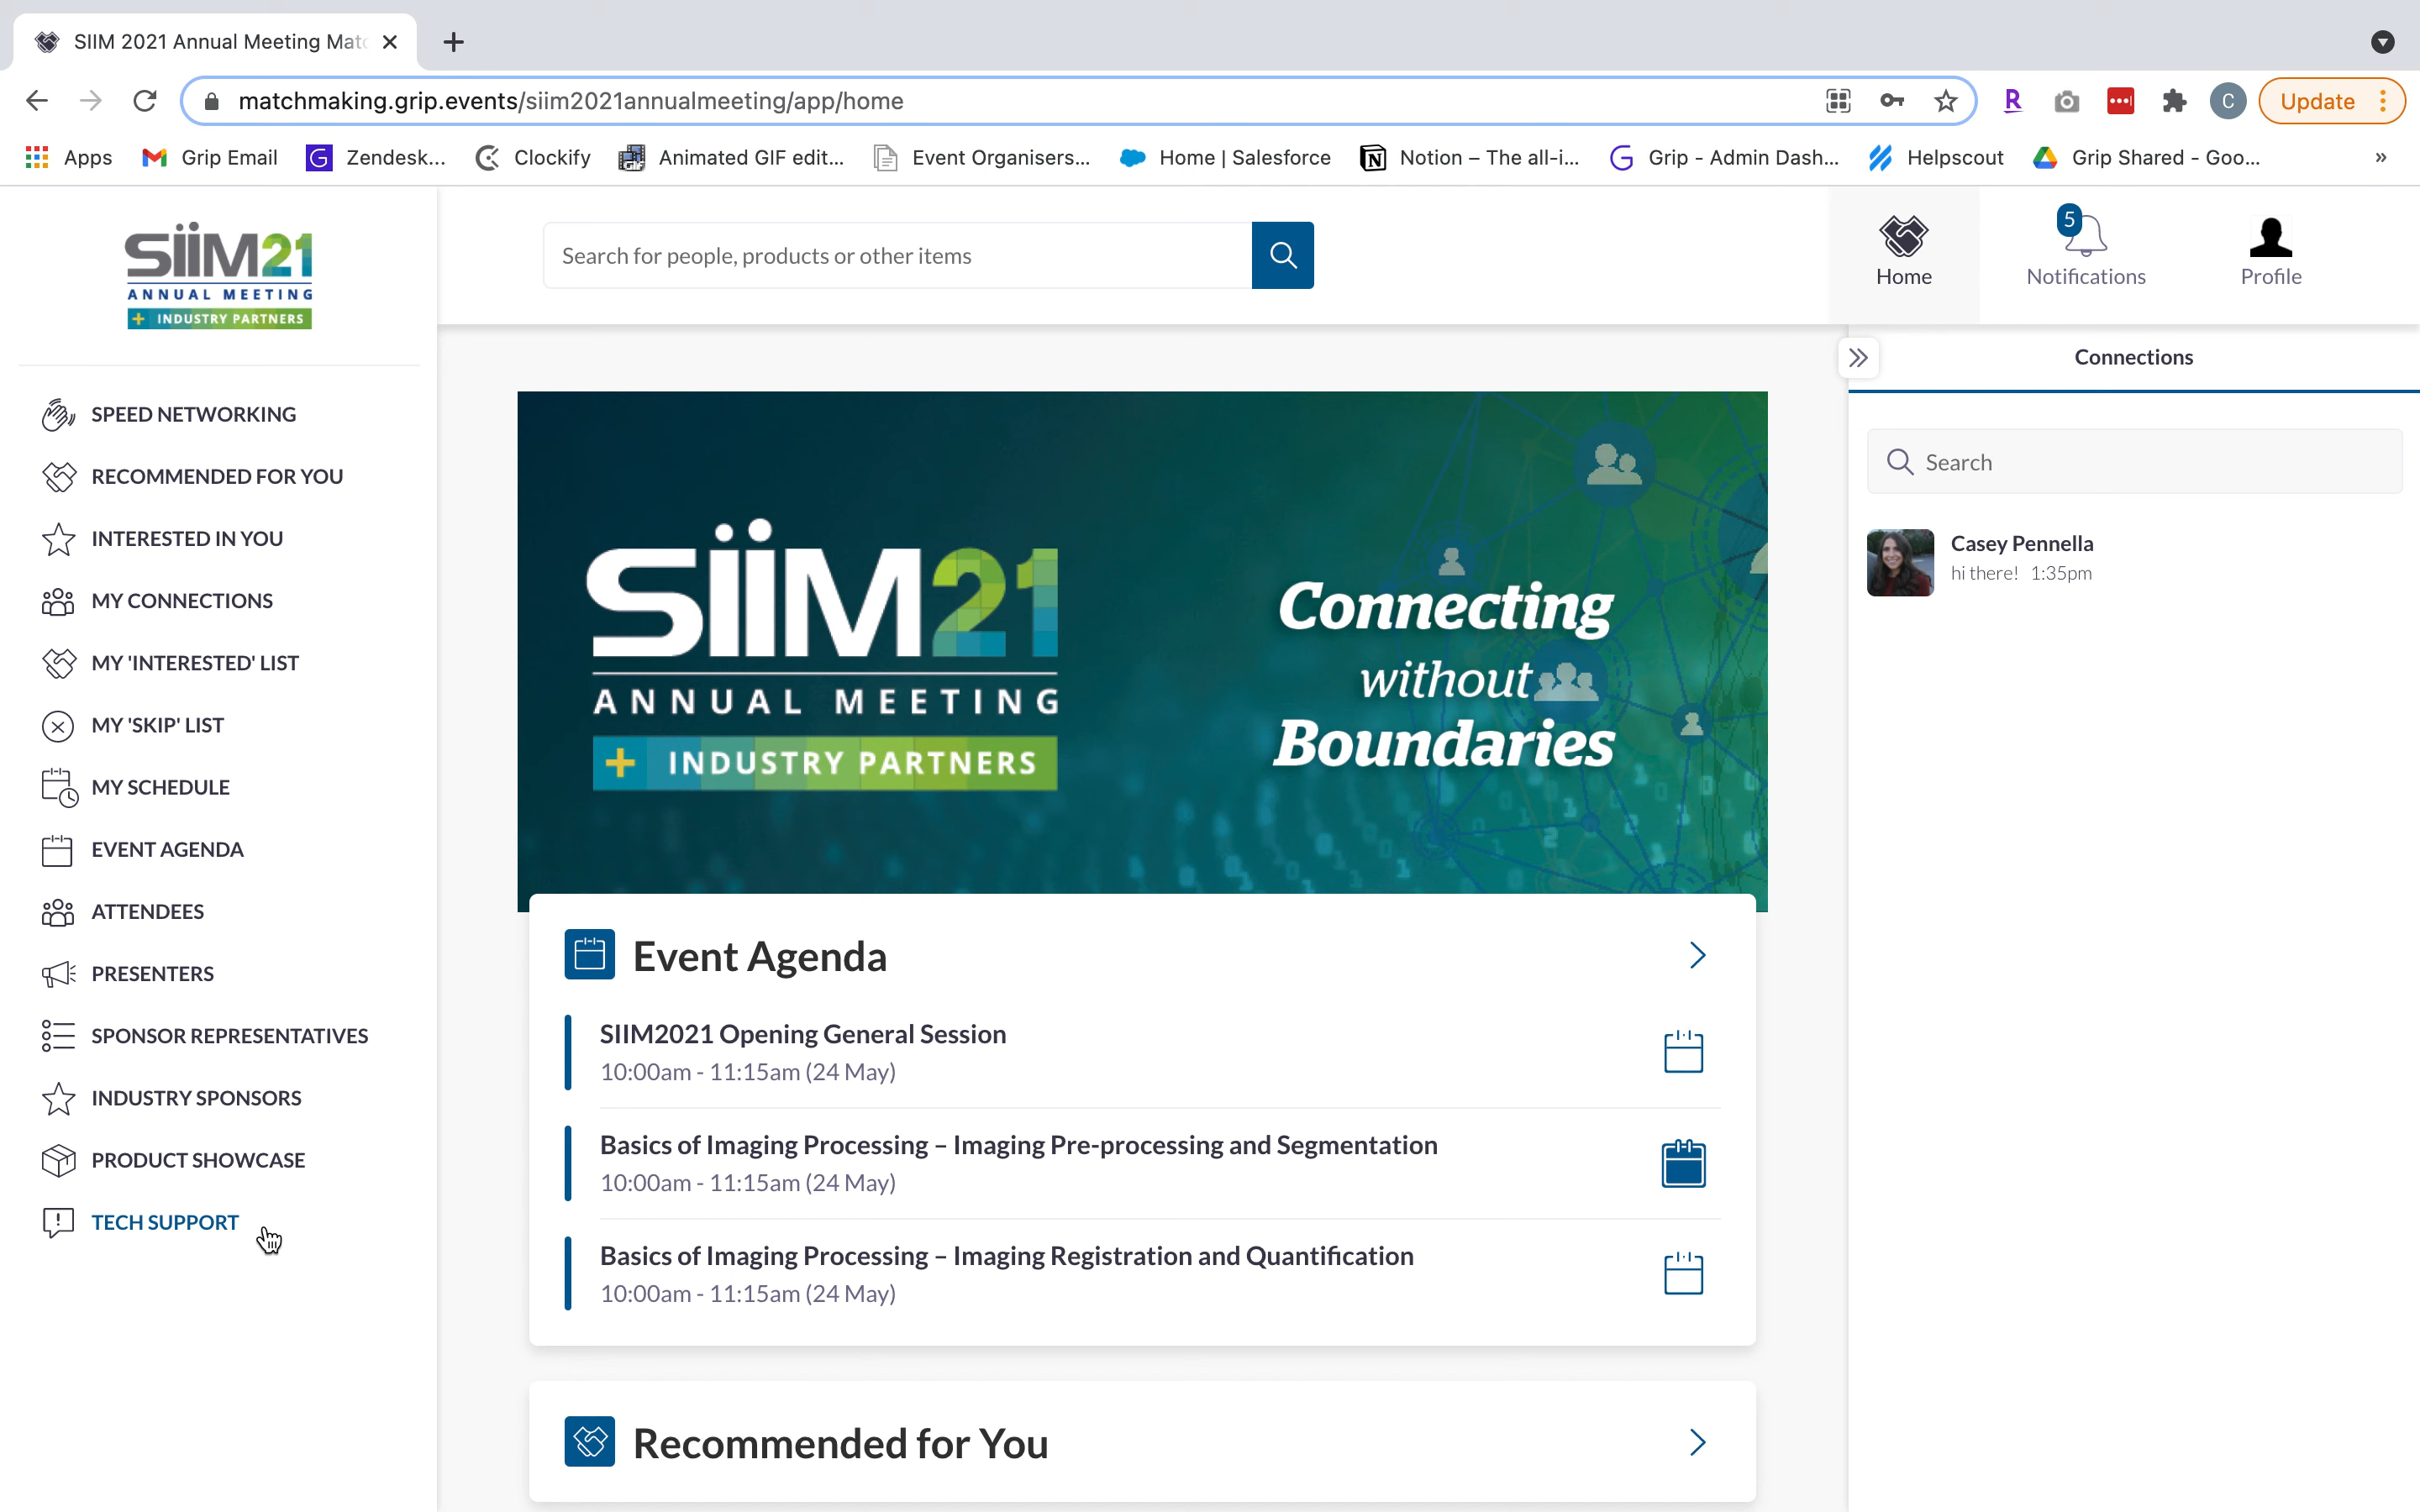 SIIM 2021 Annual Meeting Matc
matchmaking.grip.events/siim2021annualmeeting/app/home
R
C
Update
Apps
Grip Email
G
Zendesk...
Clockify
Animated GIF edit...
Event Organisers...
Home | Salesforce
Notion – The all-i...
Grip - Admin Dash...
Helpscout
Grip Shared - Goo...
»
SiiM21
ANNUAL MEETING
+ INDUSTRY PARTNERS
Search for people, products or other items
Home
5
Notifications
Profile
SPEED NETWORKING
RECOMMENDED FOR YOU
INTERESTED IN YOU
MY CONNECTIONS
MY 'INTERESTED' LIST
MY 'SKIP' LIST
MY SCHEDULE
EVENT AGENDA
ATTENDEES
PRESENTERS
SPONSOR REPRESENTATIVES
INDUSTRY SPONSORS
PRODUCT SHOWCASE
TECH SUPPORT
SiiM21
ANNUAL MEETING
+ INDUSTRY PARTNERS
Connecting
without
Boundaries
Event Agenda
SIIM2021 Opening General Session
10:00am - 11:15am (24 May)
Basics of Imaging Processing – Imaging Pre-processing and Segmentation
10:00am - 11:15am (24 May)
Basics of Imaging Processing – Imaging Registration and Quantification
10:00am - 11:15am (24 May)
Recommended for You
Connections
Search
Casey Pennella
hi there! 1:35pm